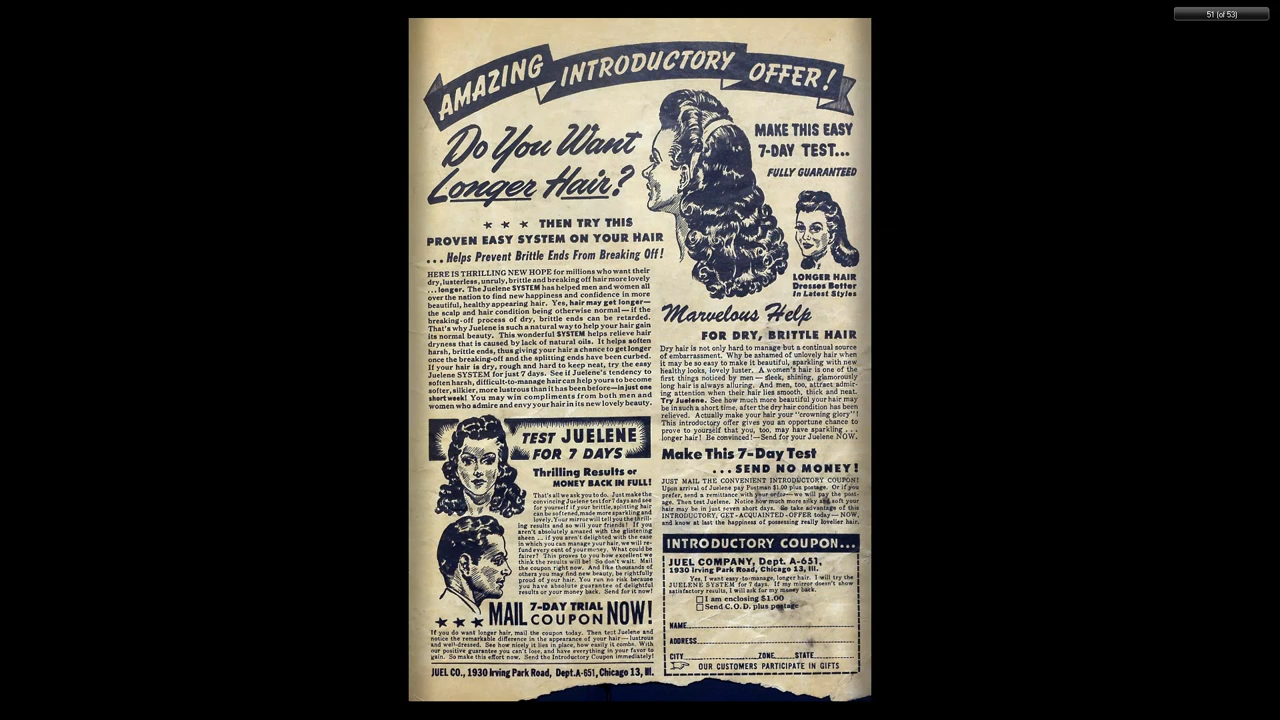 51 (of 53)
AMAZING INTRODUCTORY OFFER!
Do You Want
Longer Hair?
★ ★ ★ THEN TRY THIS
PROVEN EASY SYSTEM ON YOUR HAIR
...Helps Prevent Brittle Ends From Breaking Off!
HERE IS THRILLING NEW HOPE for millions who want their
dry, lusterless, unruly, brittle and breaking off hair more lovely
... longer. The Juelene SYSTEM has helped men and women all
over the nation to find new happiness and confidence in more
beautiful, healthy appearing hair. Yes, hair may get longer—
the scalp and hair condition being otherwise normal — if the
breaking-off process of dry, brittle ends can be retarded.
That's why Juelene is such a natural way to help your hair gain
its normal beauty. This wonderful SYSTEM helps relieve hair
dryness that is caused by lack of natural oils. It helps soften
harsh, brittle ends, thus giving your hair a chance to get longer
once the breaking-off and the splitting ends have been curbed.
If your hair is dry, rough and hard to keep neat, try the easy
Juelene SYSTEM for just 7 days. See if Juelene's tendency to
soften harsh, difficult-to-manage hair can help yours to become
softer, silkier, more lustrous than it has been before—in just one
short week! You may win compliments from both men and
women who admire and envy your hair in its new lovely beauty.
TEST JUELENE
FOR 7 DAYS
Thrilling Results or
MONEY BACK IN FULL!
That's all we ask you to do. Just make the
convincing Juelene test for 7 days and see
for yourself if your brittle, splitting hair
can be softened, made more sparkling and
lovely. Your mirror will tell you the thrill-
ing results and so will your friends! If you
aren't absolutely amazed with the glistening
sheen ... if you aren't delighted with the ease
in which you can manage your hair, we will re-
fund every cent of your money. What could be
fairer? This proves to you how excellent we
think the results will be! So don't wait. Mail
the coupon right now. And like thousands of
others you may find new beauty, be rightfully
proud of your hair. You run no risk because
you have absolute guarantee of delightful
results or your money back. Send for it now!
★ ★ ★ MAIL 7-DAY TRIAL COUPON NOW!
If you do want longer hair, mail the coupon today. Then test Juelene and
notice the remarkable difference in the appearance of your hair — lustrous
and well-dressed. See how nicely it lies in place, how easily it combs. With
our positive guarantee you can't lose, and have everything in your favor to
gain. So make this effort now. Send the Introductory Coupon immediately!
JUEL CO., 1930 Irving Park Road, Dept. A-651, Chicago 13, Ill.
MAKE THIS EASY
7-DAY TEST...
FULLY GUARANTEED
LONGER HAIR
Dresses Better
In Latest Styles
Marvelous Help
FOR DRY, BRITTLE HAIR
Dry hair is not only hard to manage but a continual source
of embarrassment. Why be ashamed of unlovely hair when
it may be so easy to make it beautiful, sparkling with new
healthy looks, lovely luster. A women's hair is one of the
first things noticed by men — sleek, shining, glamorously
long hair is always alluring. And men, too, attract admir-
ing attention when their hair lies smooth, thick and neat.
Try Juelene. See how much more beautiful your hair may
be in such a short time, after the dry hair condition has been
relieved. Actually make your hair your "crowning glory"!
This introductory offer gives you an opportune chance to
prove to yourself that you, too, may have sparkling ...
longer hair! Be convinced!—Send for your Juelene NOW.
Make This 7-Day Test
... SEND NO MONEY!
JUST MAIL THE CONVENIENT INTRODUCTORY COUPON!
Upon arrival of Juelene pay Postman $1.00 plus postage. Or if you
prefer, send a remittance with your order—we will pay the post-
age. Then test Juelene. Notice how much more silky and soft your
hair may be in just seven short days. So take advantage of this
INTRODUCTORY, GET-ACQUAINTED-OFFER today — NOW,
and know at last the happiness of possessing really lovelier hair.
INTRODUCTORY COUPON...
JUEL COMPANY, Dept. A-651,
1930 Irving Park Road, Chicago 13, Ill.
Yes, I want easy-to-manage, longer hair. I will try the
JUELENE SYSTEM for 7 days. If my mirror doesn't show
satisfactory results, I will ask for my money back.
I am enclosing $1.00
Send C.O.D. plus postage
NAME
ADDRESS
CITY ZONE STATE
OUR CUSTOMERS PARTICIPATE IN GIFTS